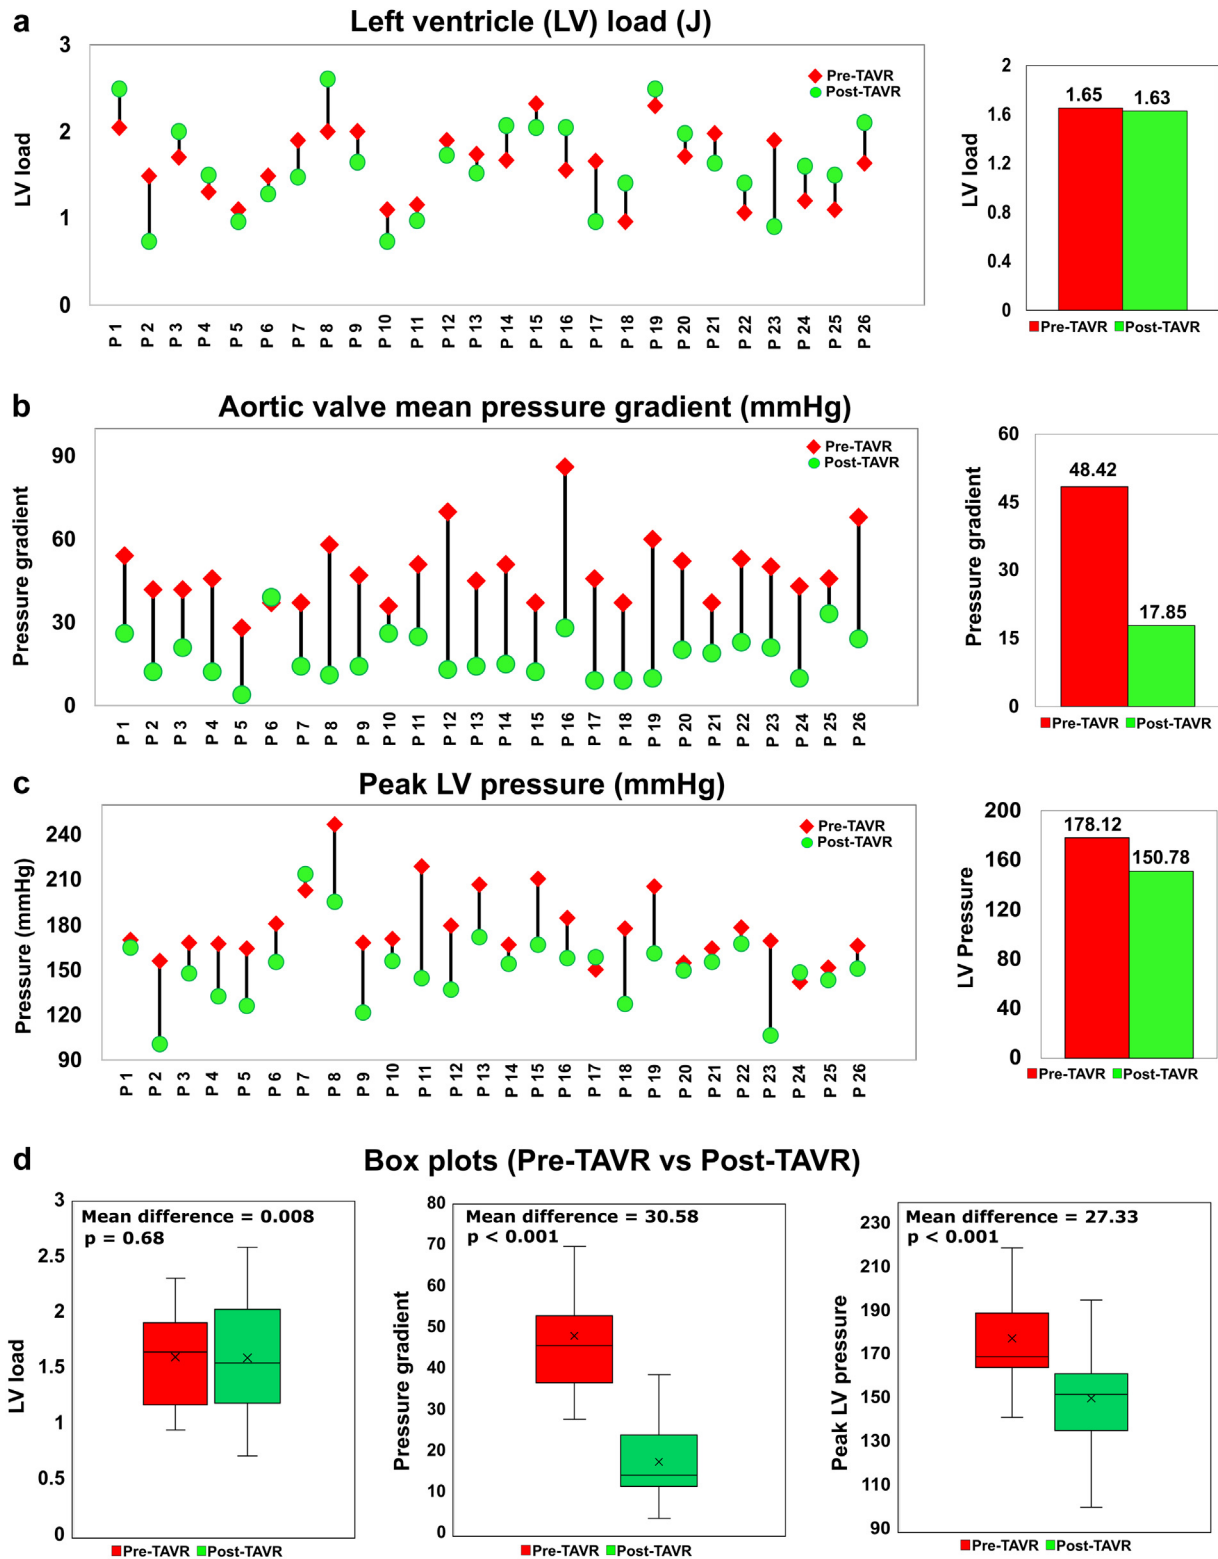 a
Left ventricle (LV) load (J)
3
2
1
0
LV load
Pre-TAVR
Post-TAVR
P 1
P 2
P 3
P 4
P 5
P 6
P 7
P 8
P 9
P 10
P 11
P 12
P 13
P 14
P 15
P 16
P 17
P 18
P 19
P 20
P 21
P 22
P 23
P 24
P 25
P 26
2
1.6
1.2
0.8
0.4
0
LV load
1.65
1.63
Pre-TAVR Post-TAVR
b
Aortic valve mean pressure gradient (mmHg)
90
60
30
0
Pressure gradient
Pre-TAVR
Post-TAVR
P 1
P 2
P 3
P 4
P 5
P 6
P 7
P 8
P 9
P 10
P 11
P 12
P 13
P 14
P 15
P 16
P 17
P 18
P 19
P 20
P 21
P 22
P 23
P 24
P 25
P 26
60
45
30
15
0
Pressure gradient
48.42
17.85
Pre-TAVR Post-TAVR
c
Peak LV pressure (mmHg)
240
210
180
150
120
90
Pressure (mmHg)
Pre-TAVR
Post-TAVR
P 1
P 2
P 3
P 4
P 5
P 6
P 7
P 8
P 9
P 10
P 11
P 12
P 13
P 14
P 15
P 16
P 17
P 18
P 19
P 20
P 21
P 22
P 23
P 24
P 25
P 26
200
160
120
80
40
0
LV Pressure
178.12
150.78
Pre-TAVR Post-TAVR
d
Box plots (Pre-TAVR vs Post-TAVR)
3
2.5
2
1.5
1
0.5
0
LV load
Mean difference = 0.008
p = 0.68
Pre-TAVR Post-TAVR
80
70
60
50
40
30
20
10
0
Pressure gradient
Mean difference = 30.58
p < 0.001
Pre-TAVR Post-TAVR
230
210
190
170
150
130
110
90
Peak LV pressure
Mean difference = 27.33
p < 0.001
Pre-TAVR Post-TAVR